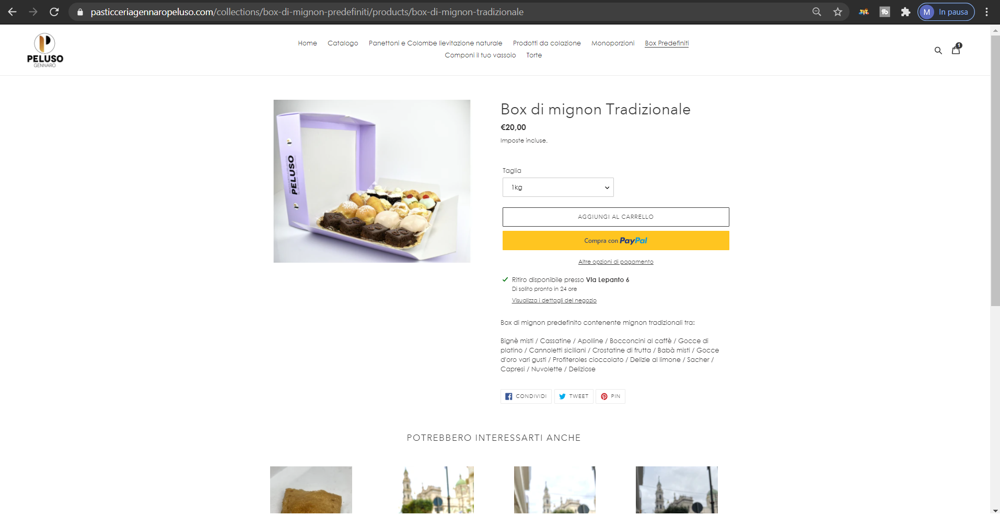 pasticceriagennaropeluso.com/collections/box-di-mignon-predefiniti/products/box-di-mignon-tradizionale
M In pausa
PELUSO
GENNARO
Home Catalogo Panettoni e Colombe lievitazione naturale Prodotti da colazione Monoporzioni Box Predefiniti
Componi il tuo vassoio Torte
1
PELUSO
Box di mignon Tradizionale
€20,00
Imposte incluse.
Taglia
1kg
AGGIUNGI AL CARRELLO
Compra con PayPal
Altre opzioni di pagamento
Ritiro disponibile presso Via Lepanto 6
Di solito pronto in 24 ore
Visualizza i dettagli del negozio
Box di mignon predefinito contenente mignon tradizionali tra:
Bignè misti / Cassatine / Apolline / Bocconcini al caffè / Gocce di
platino / Cannoletti siciliani / Crostatine di frutta / Babà misti / Gocce
d'oro vari gusti / Profiteroles cioccolato / Delizie al limone / Sacher /
Capresi / Nuvolette / Deliziose
CONDIVIDI TWEET PIN
POTREBBERO INTERESSARTI ANCHE